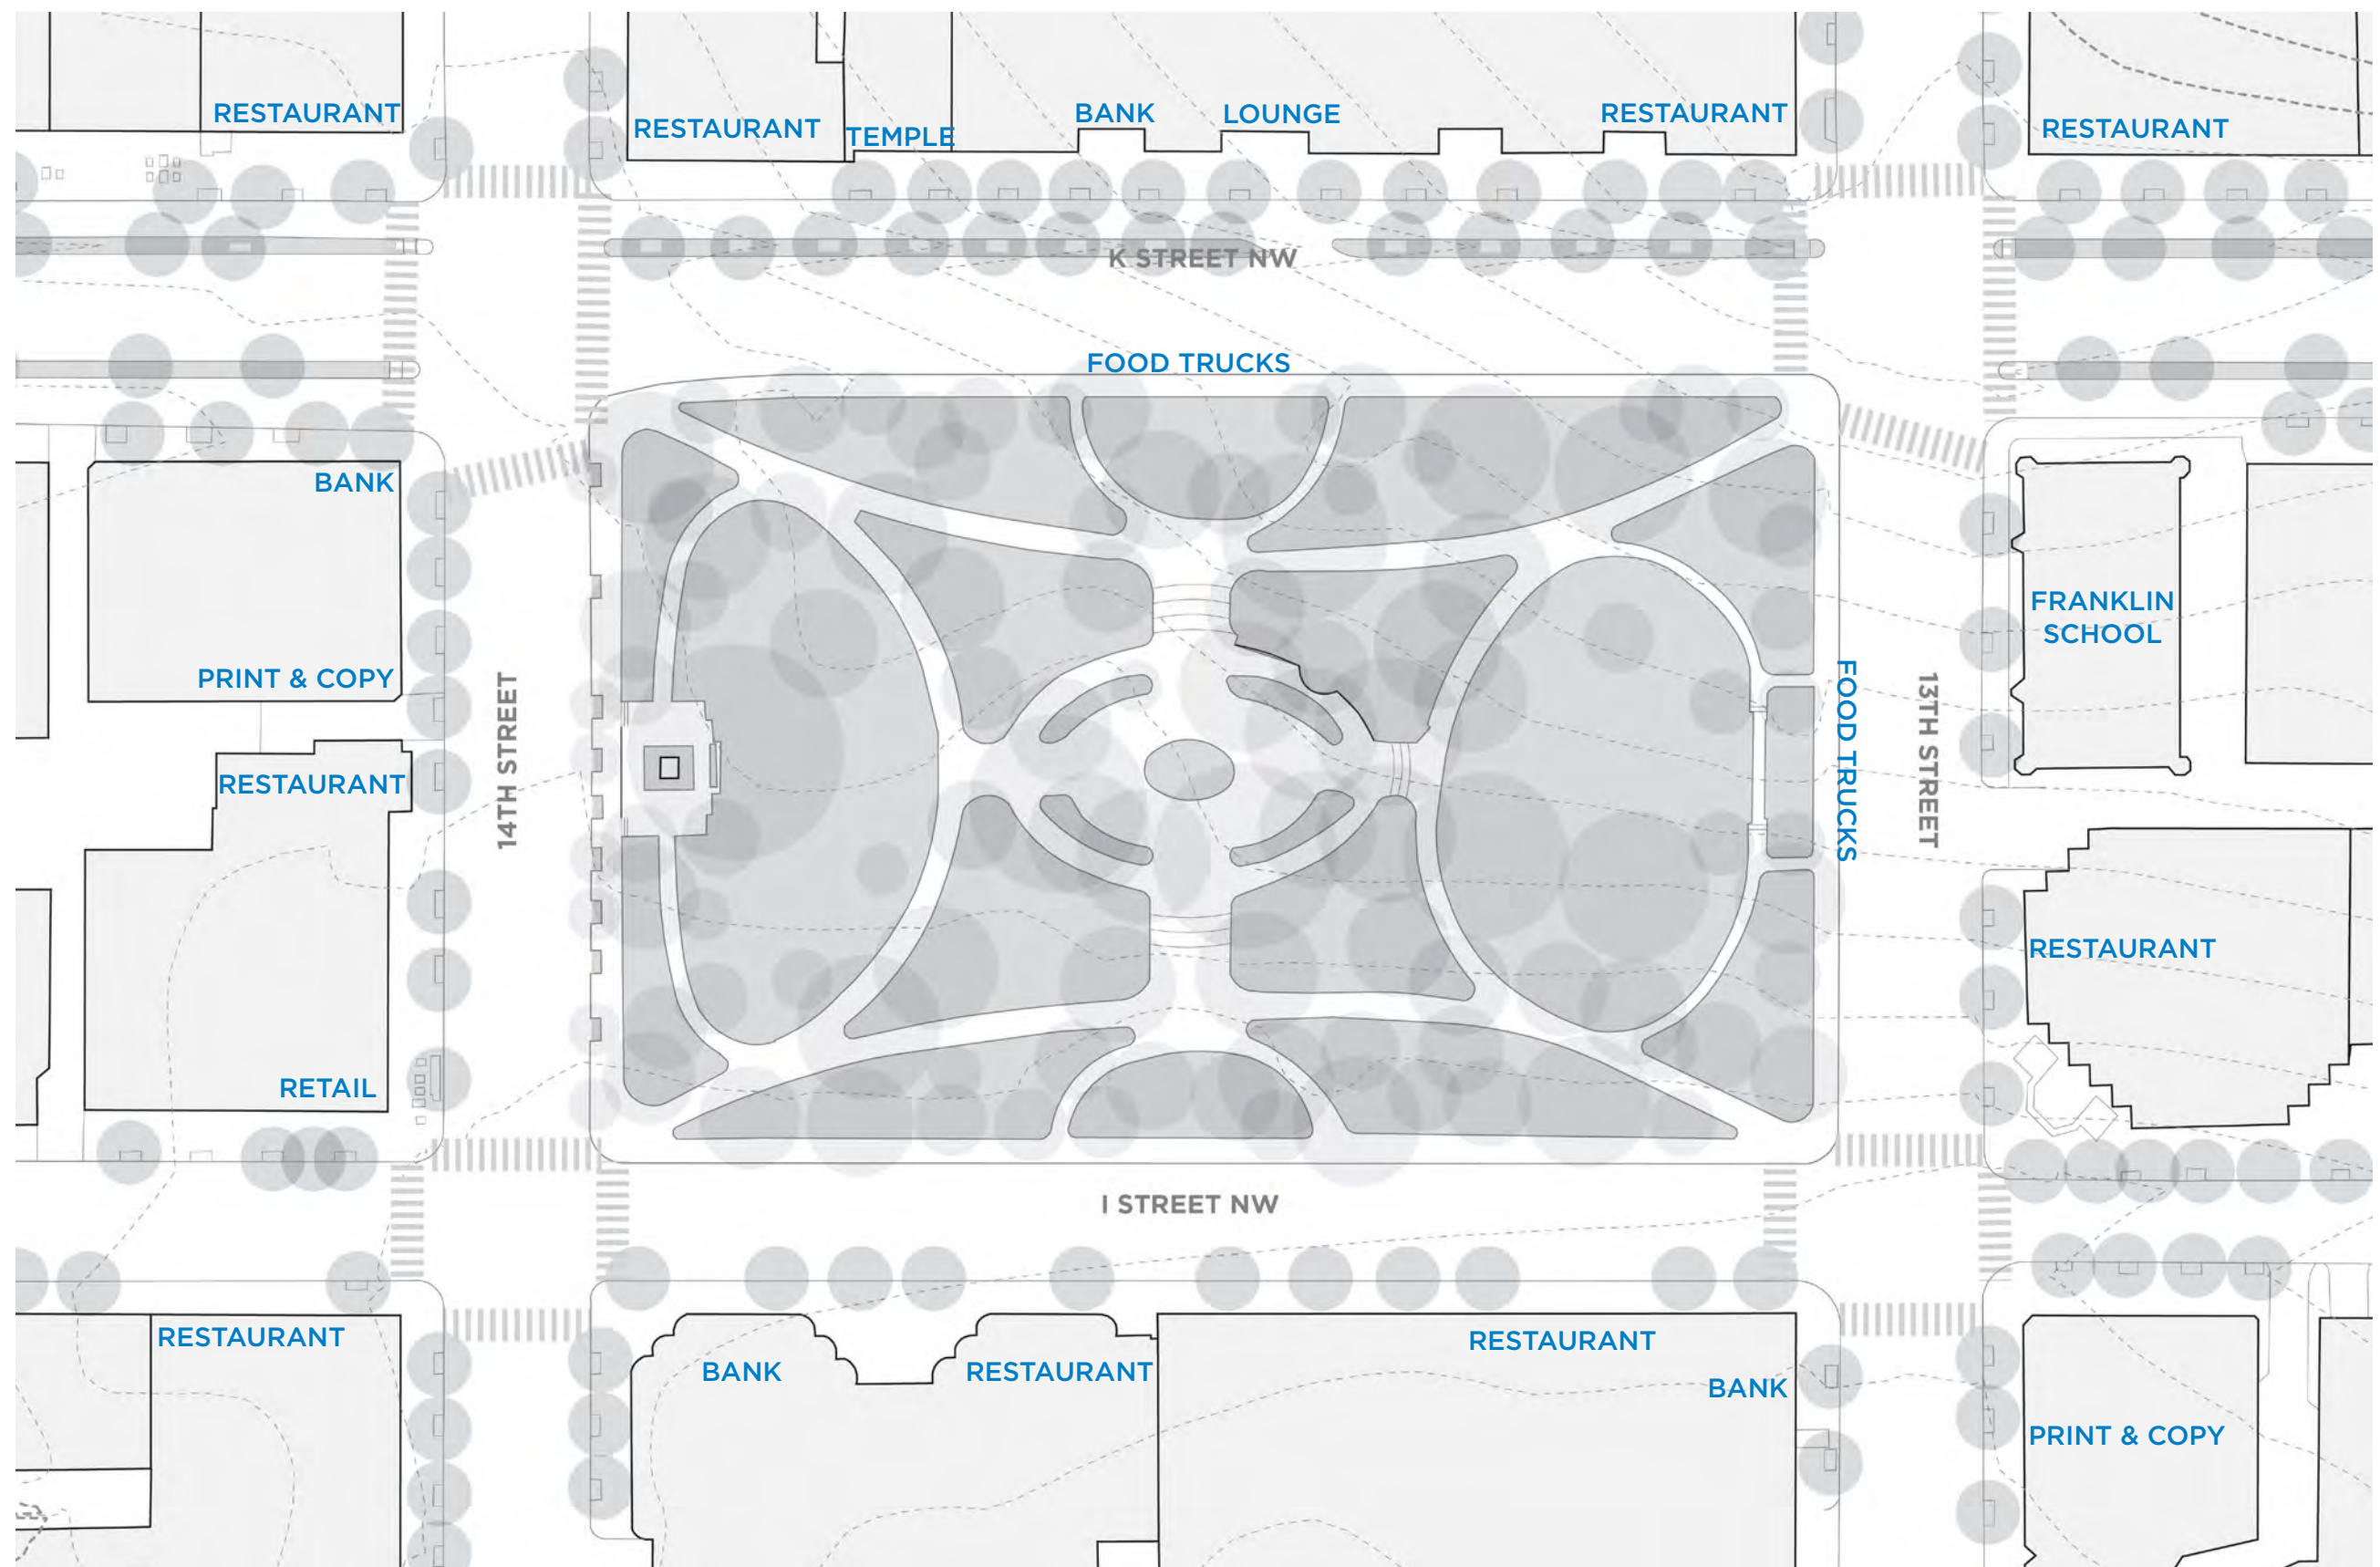 RESTAURANT
RESTAURANT
TEMPLE
BANK
LOUNGE
RESTAURANT
RESTAURANT
K STREET NW
FOOD TRUCKS
BANK
PRINT & COPY
RESTAURANT
RETAIL
14TH STREET
FOOD TRUCKS
13TH STREET
FRANKLIN
SCHOOL
RESTAURANT
I STREET NW
RESTAURANT
BANK
RESTAURANT
RESTAURANT
BANK
PRINT & COPY